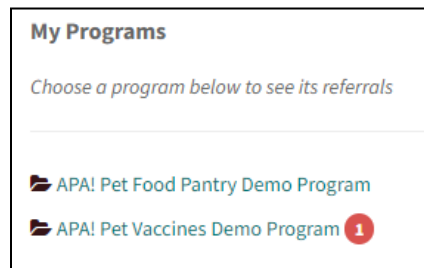 My Programs
Choose a program below to see its referrals
APA! Pet Food Pantry Demo Program
APA! Pet Vaccines Demo Program 1